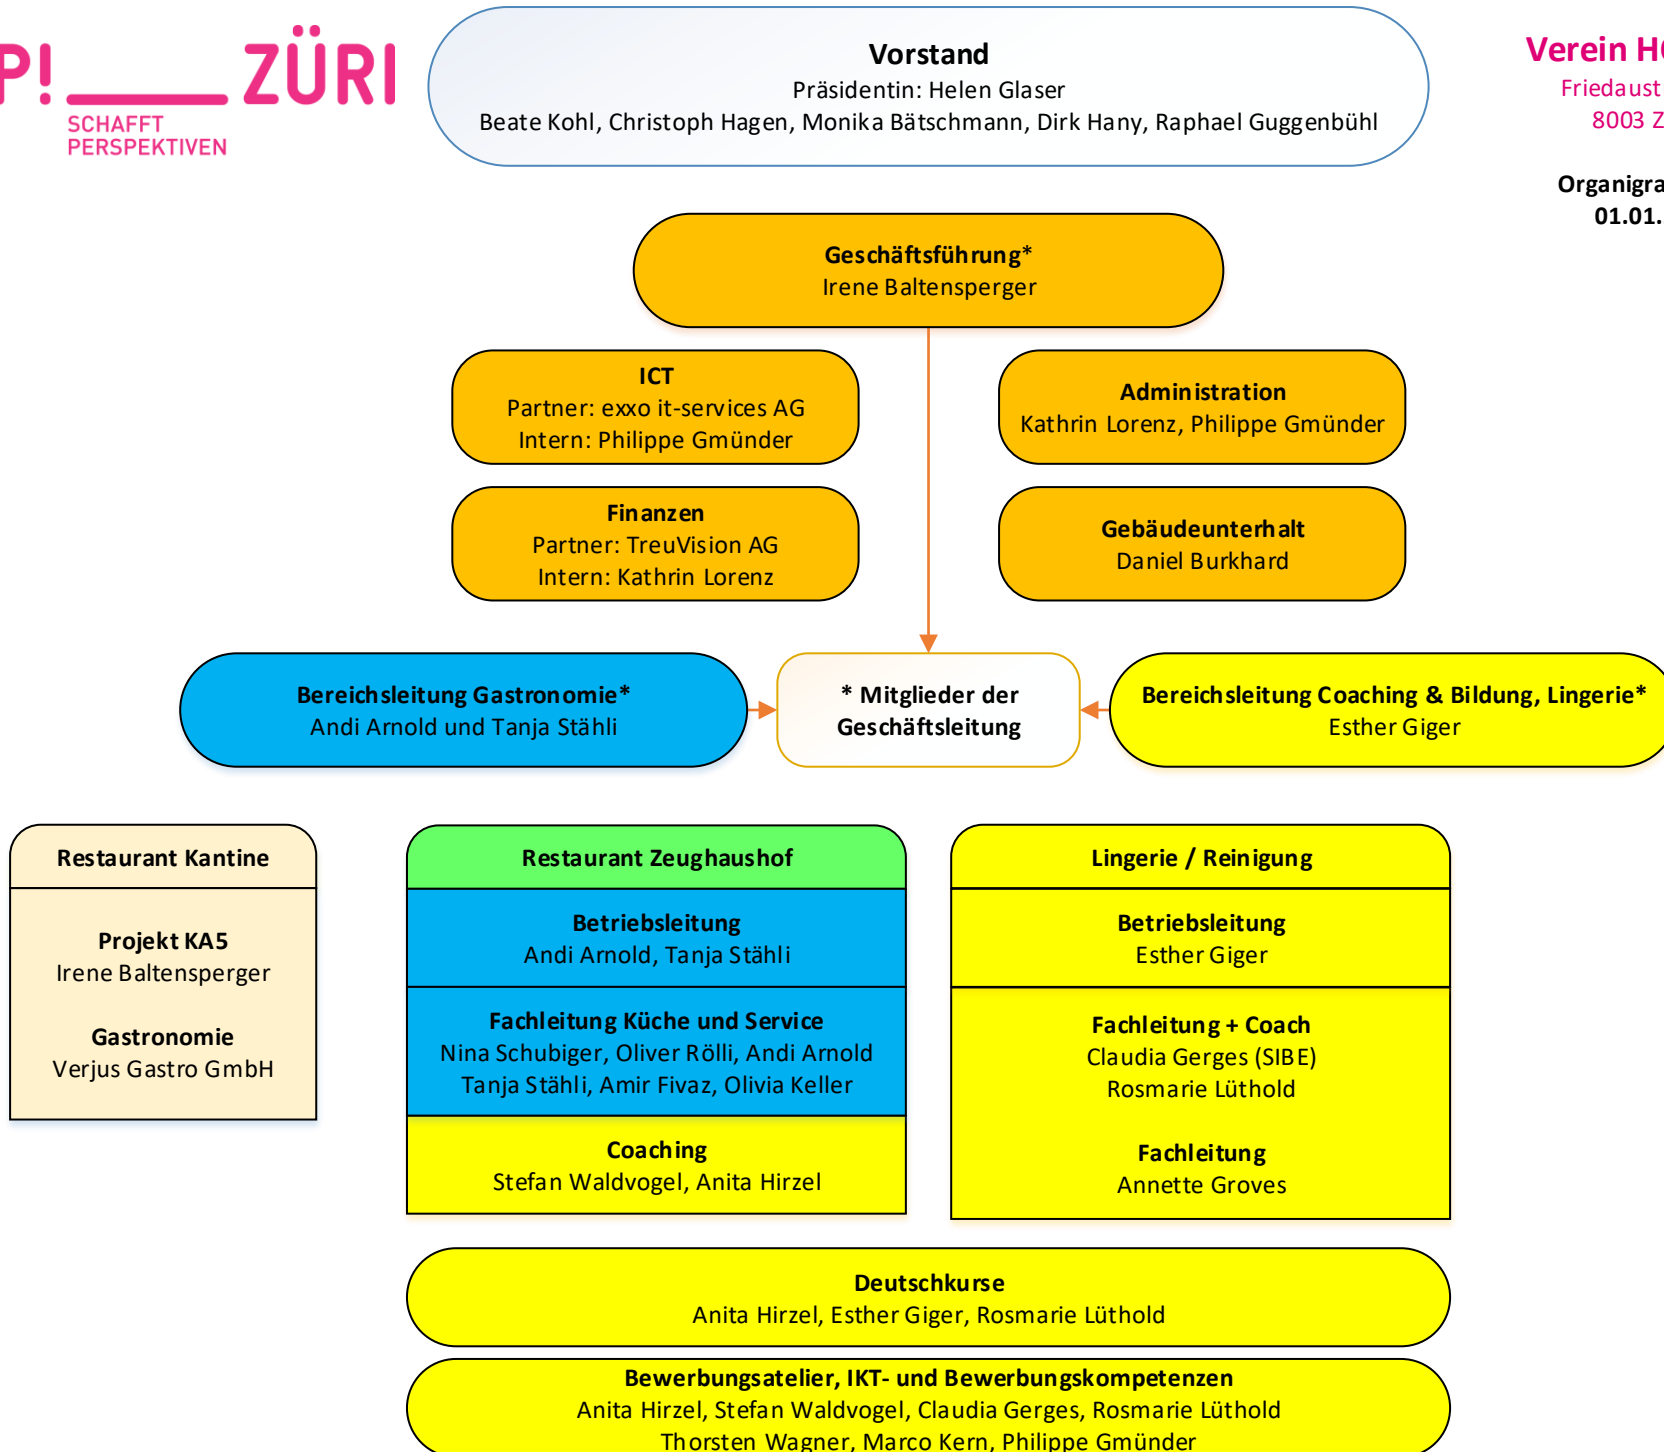 P!____ZÜRI
SCHAFFT
PERSPEKTIVEN
Vorstand
Präsidentin: Helen Glaser
Beate Kohl, Christoph Hagen, Monika Bätschmann, Dirk Hany, Raphael Guggenbühl
Verein
8003
01.01.
Geschäftsführung*
Irene Baltensperger
ICT
Partner: exxo it-services AG
Intern: Philippe Gmünder
Administration
Kathrin Lorenz, Philippe Gmünder
Finanzen
Partner: TreuVision AG
Intern: Kathrin Lorenz
Gebäudeunterhalt
Daniel Burkhard
Bereichsleitung Gastronomie*
Andi Arnold und Tanja Stähli
* Mitglieder der
Geschäftsleitung
Bereichsleitung Coaching & Bildung, Lingerie*
Esther Giger
Restaurant Kantine
Projekt KA5
Irene Baltensperger
Gastronomie
Verjus Gastro GmbH
Restaurant Zeughaushof
Betriebsleitung
Andi Arnold, Tanja Stähli
Fachleitung Küche und Service
Nina Schubiger, Oliver Rölli, Andi Arnold
Tanja Stähli, Amir Fivaz, Olivia Keller
Coaching
Stefan Waldvogel, Anita Hirzel
Lingerie / Reinigung
Betriebsleitung
Esther Giger
Fachleitung + Coach
Claudia Gerges (SIBE)
Rosmarie Lüthold
Fachleitung
Annette Groves
Deutschkurse
Anita Hirzel, Esther Giger, Rosmarie Lüthold
Bewerbungsatelier, IKT- und Bewerbungskompetenzen
Anita Hirzel, Stefan Waldvogel, Claudia Gerges, Rosmarie Lüthold
Thorsten Wagner, Marco Kern, Philippe Gmünder